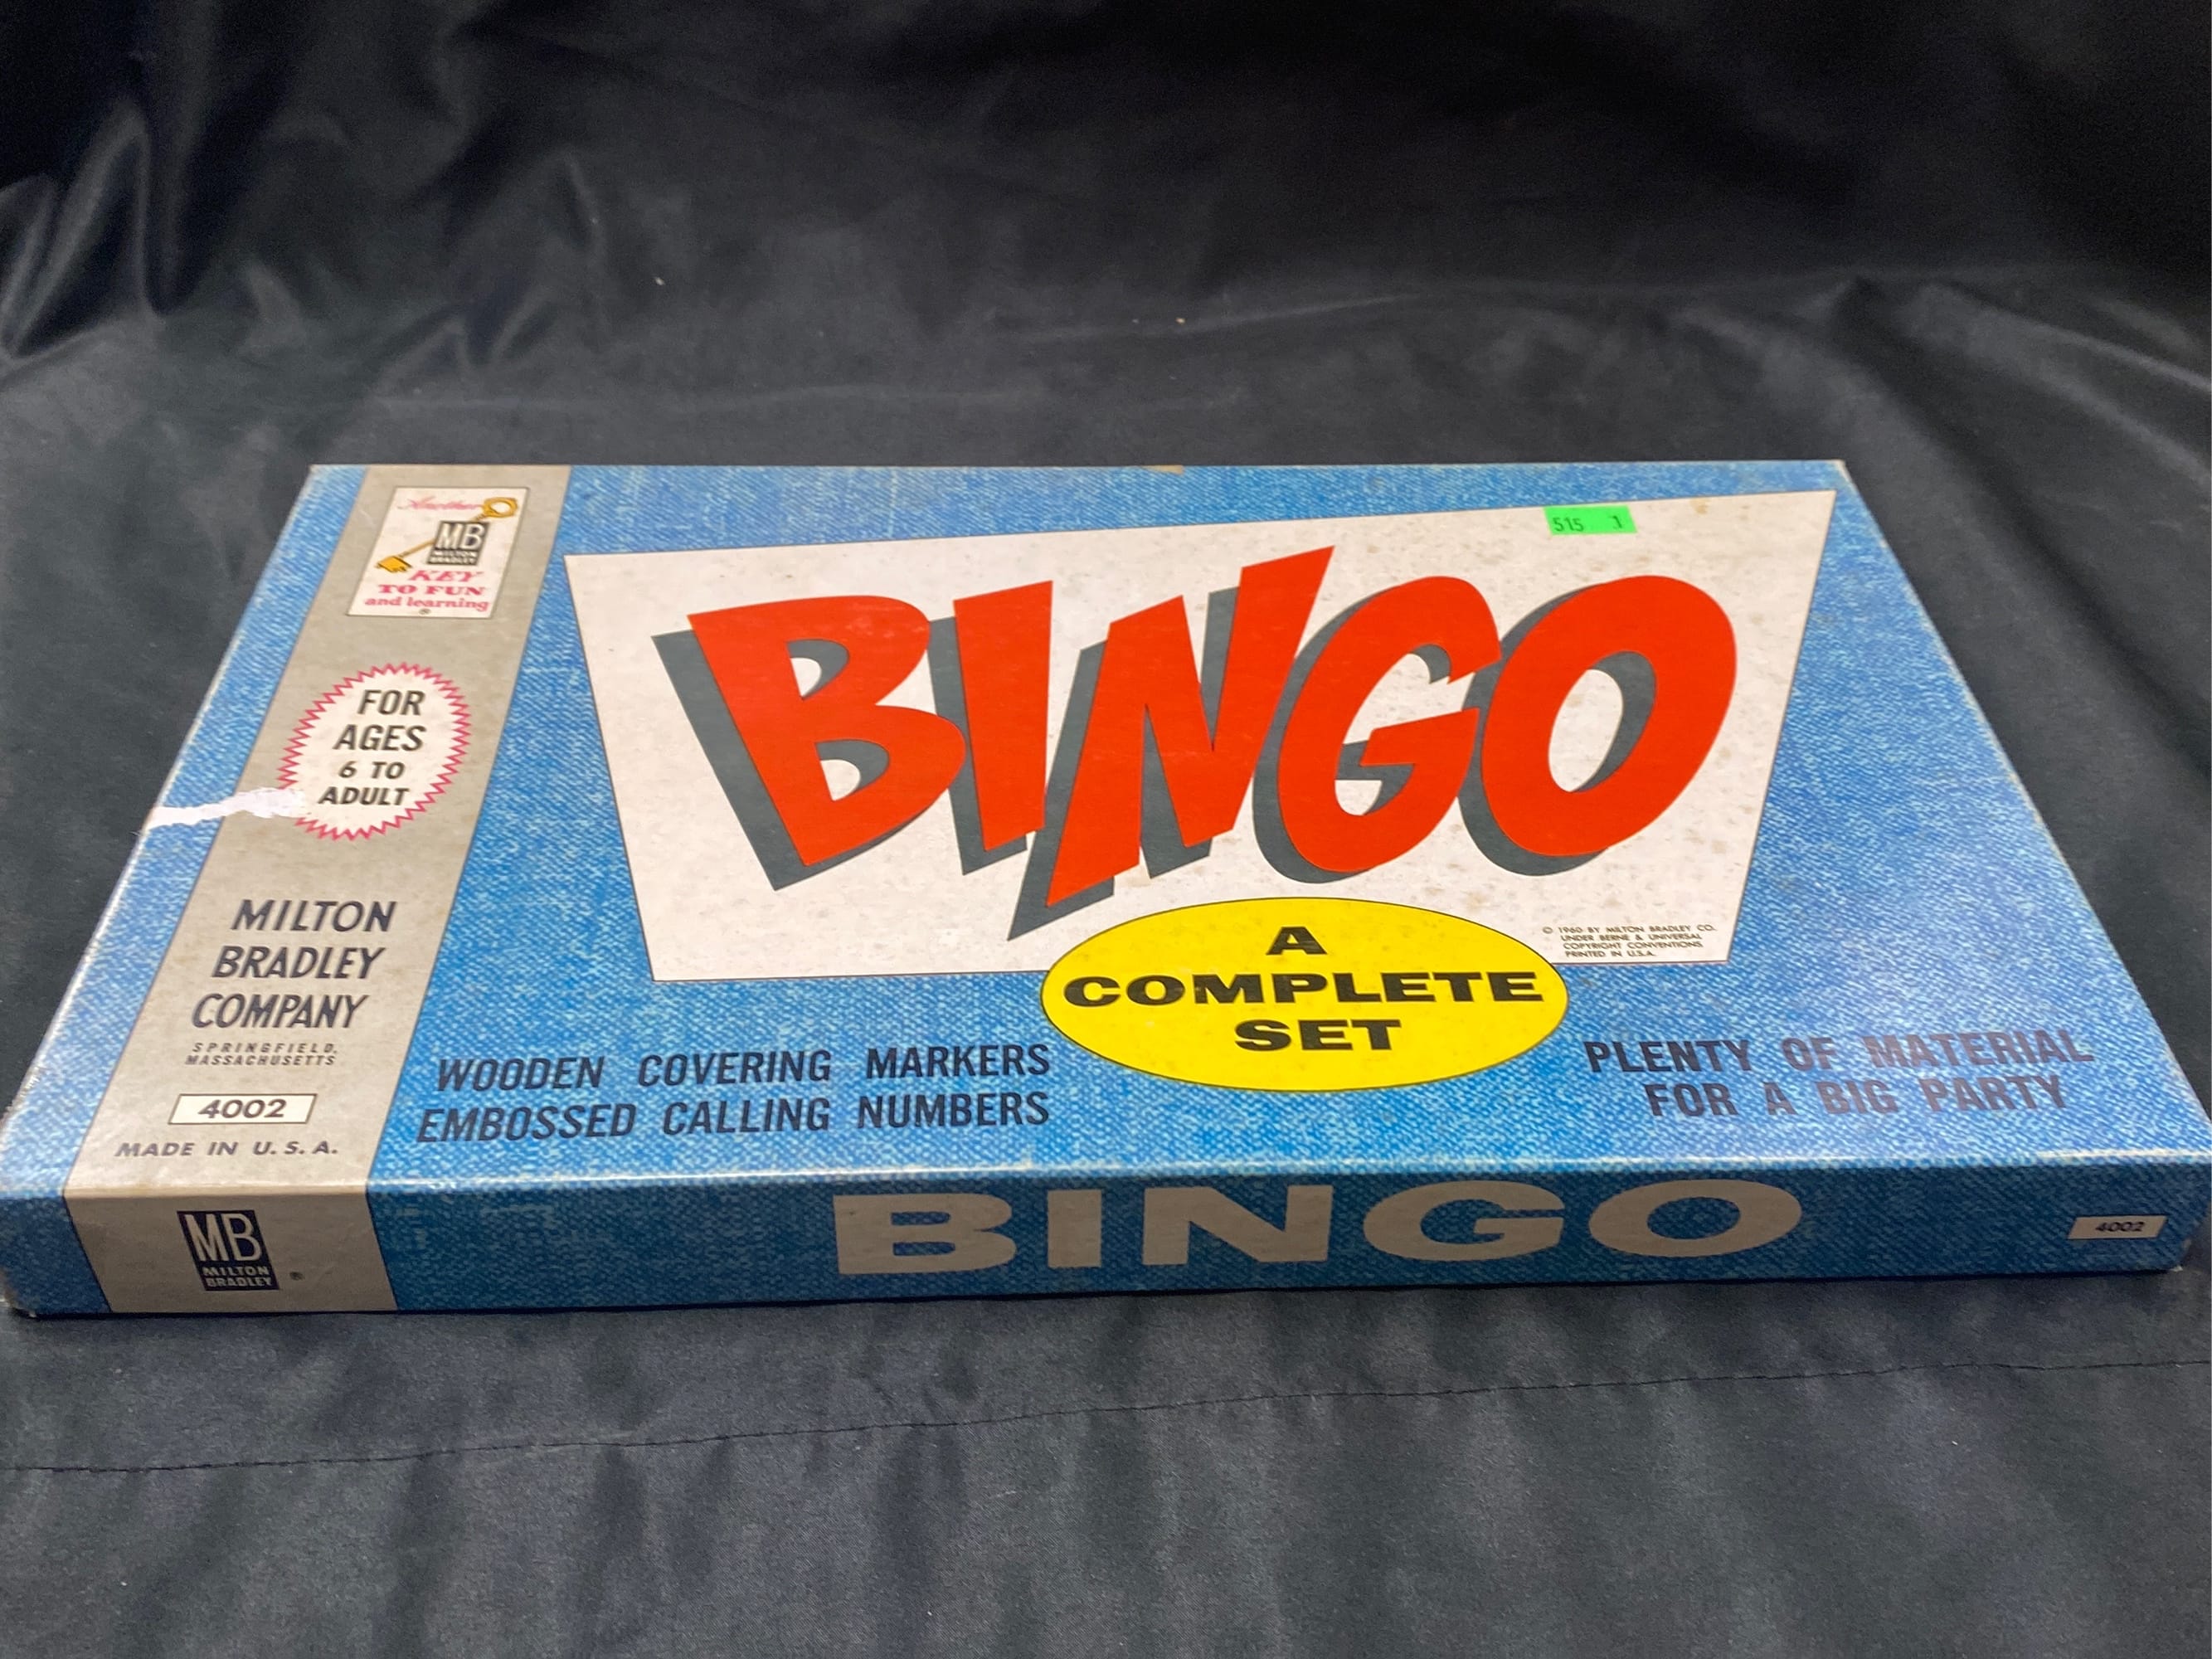 Another
MB
MILTON
BRADLEY
KEY
TO FUN
and learning
®
FOR
AGES
6 TO
ADULT
MILTON
BRADLEY
COMPANY
SPRINGFIELD,
MASSACHUSETTS
4002
MADE IN U.S.A.
515 1
BINGO
A
COMPLETE
SET
© 1960 BY MILTON BRADLEY CO.
UNDER BERNE & UNIVERSAL
COPYRIGHT CONVENTIONS.
PRINTED IN U.S.A.
WOODEN COVERING MARKERS
EMBOSSED CALLING NUMBERS
PLENTY OF MATERIAL
FOR A BIG PARTY
MB
MILTON
BRADLEY
®
BINGO
4002